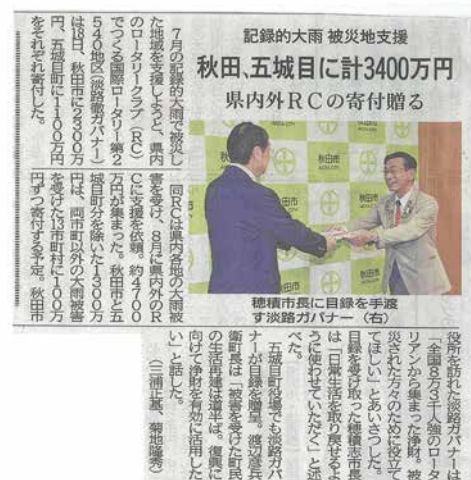 記録的大雨 被災地支援
秋田、五城目に計3400万円
県内外RCの寄付贈る
7月の記録的大雨で被災し
た地域を支援しようと、県内
のロータリークラブ(RC)
でつくる国際ロータリー第2
540地区(淡路徹ガバナー)
は18日、秋田市に2300万
円、五城目町に1100万円
をそれぞれ寄付した。
同RCは県内各地の大雨被
害を受け、8月に県内外のR
Cに支援を依頼。約4700
万円が集まった。秋田市と五
城目町分を除いた1300万
円は、両市町以外の大雨被害
を受けた13市町村に100万
円ずつ寄付する予定。秋田市
秋田市
秋田市
秋田市
秋田市
穂積市長に目録を手渡
す淡路ガバナー(右)
役所を訪れた淡路ガバナーは
「全国8万3千人強のロータ
リアンから集まった浄財。被
災された方々のために役立て
てほしい」とあいさつした。
目録を受け取った穂積志市長
は「日常生活を取り戻せるよ
うに使わせていただく」と述
べた。
五城目町役場でも淡路ガバ
ナーが目録を贈呈。渡辺彦兵
衛町長は「被害を受けた町民
の生活再建は道半ば。復興に
向けて浄財を有効に活用した
い」と話した。
(三浦正基、菊地隆秀)